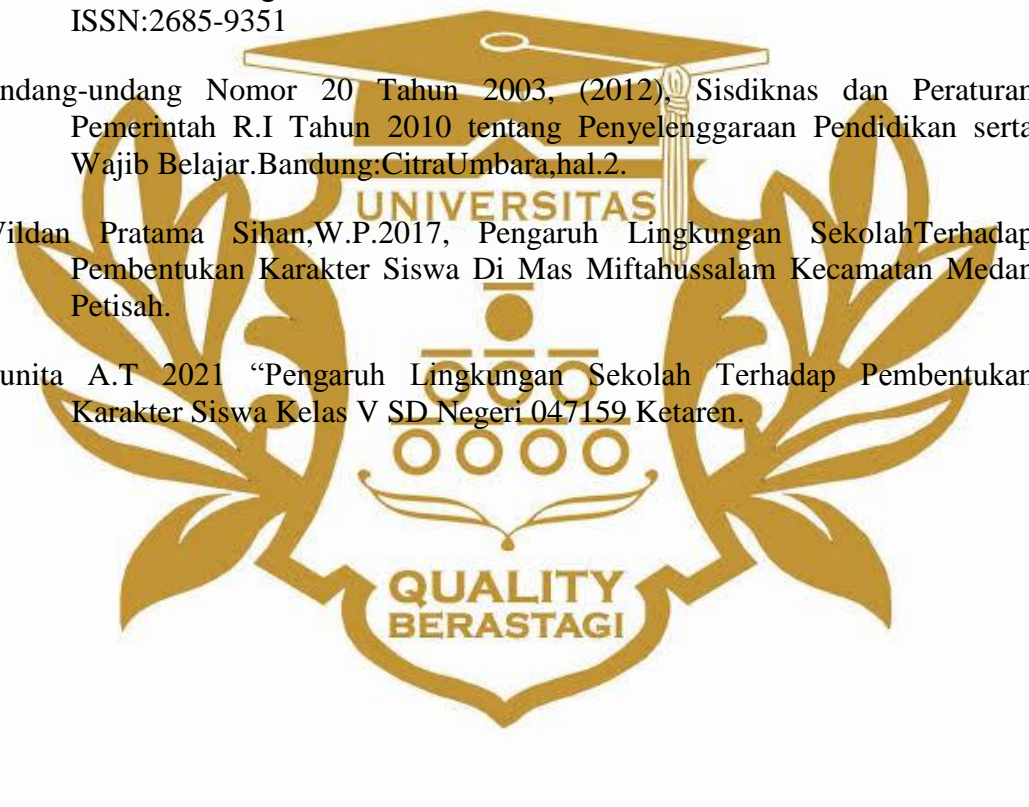 ISSN:2685-9351
ndang-undang Nomor 20 Tahun 2003, (2012), Sisdiknas dan Peraturan
Pemerintah R.I Tahun 2010 tentang Penyelenggaraan Pendidikan serta
Wajib Belajar.Bandung:CitraUmbara,hal.2.
UNIVERSITAS
Vildan Pratama Sihan,W.P.2017, Pengaruh Lingkungan SekolahTerhadap
Pembentukan Karakter Siswa Di Mas Miftahussalam Kecamatan Medan
Petisah.
unita A.T 2021 “Pengaruh Lingkungan Sekolah Terhadap Pembentukan
Karakter Siswa Kelas V SD Negeri 047159 Ketaren.
QUALITY
BERASTAGI